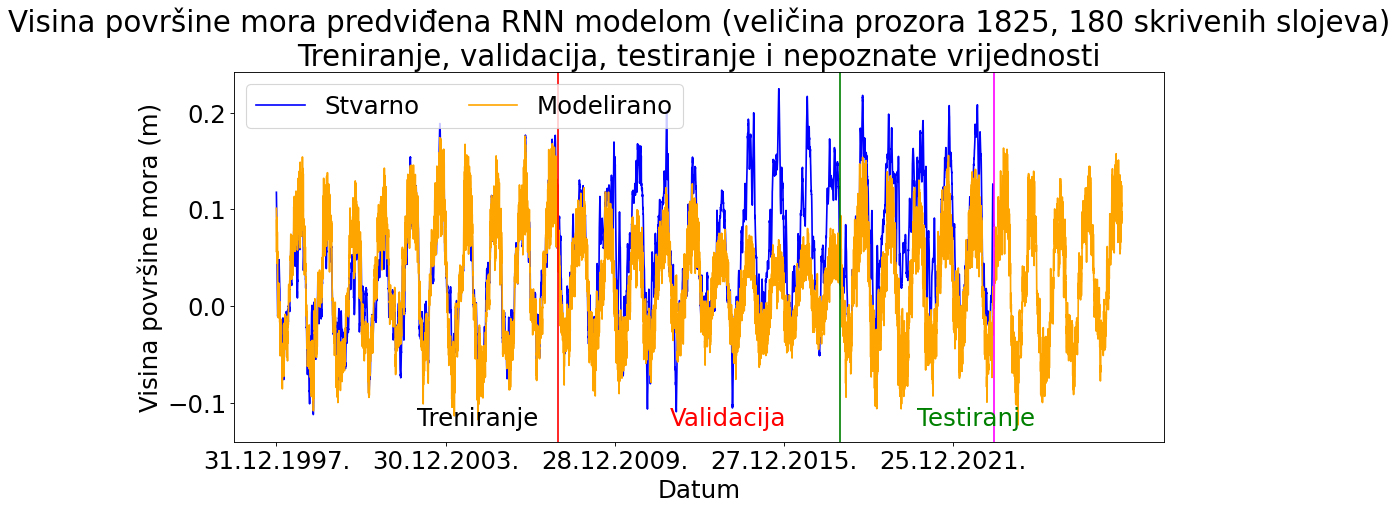 Visina površine mora predviđena RNN modelom (veličina prozora 1825, 180 skrivenih slojeva)
Treniranje, validacija, testiranje i nepoznate vrijednosti
Stvarno
Modelirano
Visina površine mora (m)
0.2
0.1
0.0
−0.1
Treniranje
Validacija
Testiranje
31.12.1997.
30.12.2003.
28.12.2009.
27.12.2015.
25.12.2021.
Datum